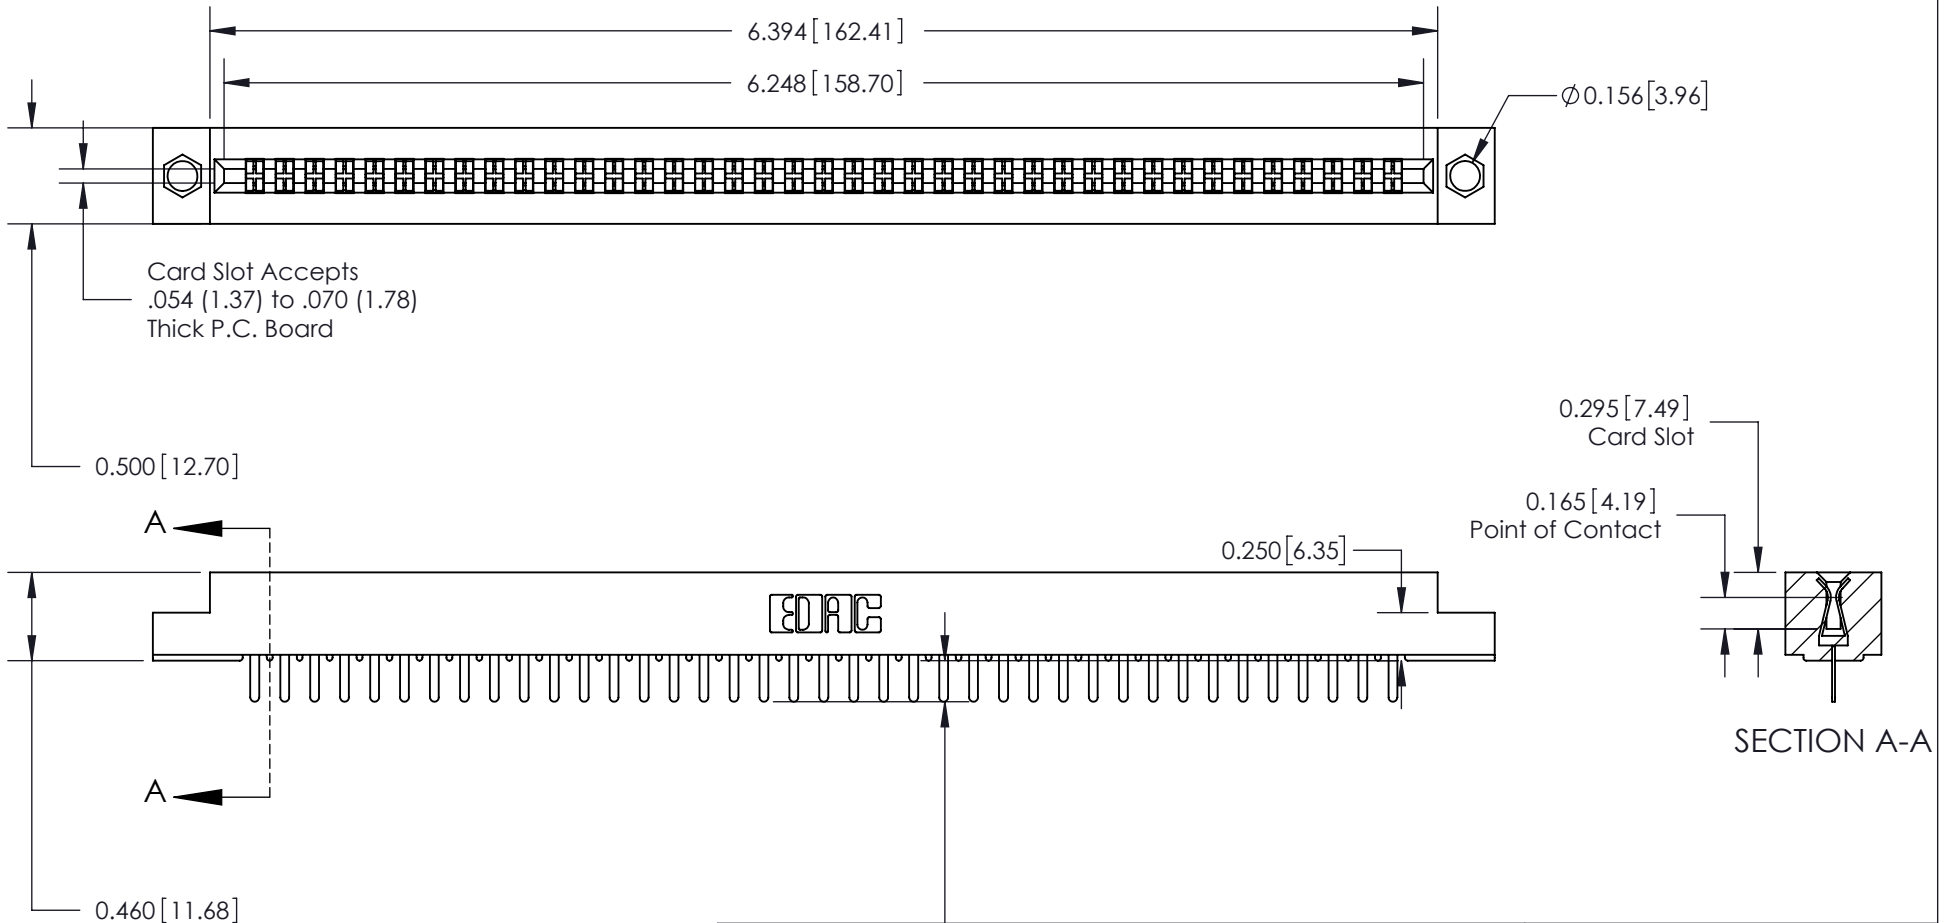 6.394[162.41]
6.248[158.70]
Ø0.156[3.96]
Card Slot Accepts
.054 (1.37) to .070 (1.78)
Thick P.C. Board
0.295[7.49]
Card Slot
0.500[12.70]
0.165[4.19]
Point of Contact
A
0.250[6.35]
EDAC
SECTION A-A
A
0.460[11.68]